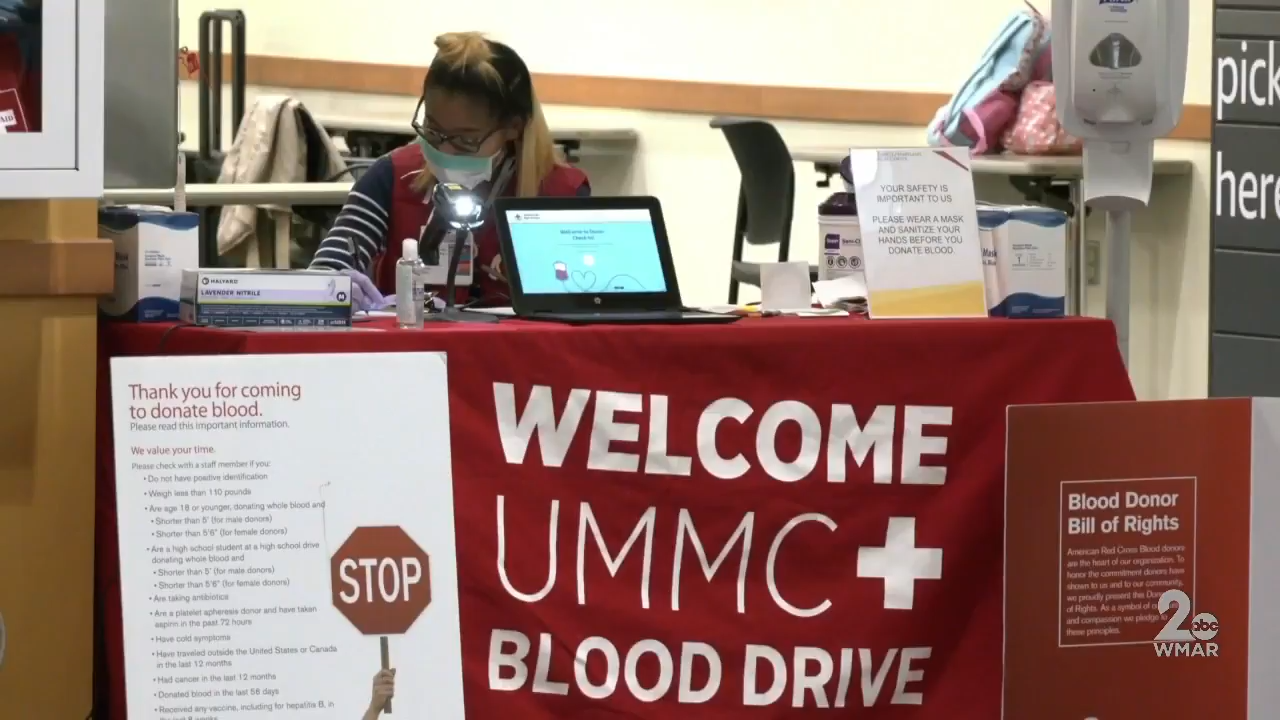 pick
here
YOUR SAFETY IS
IMPORTANT TO US
PLEASE WEAR A MASK
AND SANITIZE YOUR
HANDS BEFORE YOU
DONATE BLOOD.
HALYARD
LAVENDER NITRILE
M
Welcome to Donor
Check-In
Mask
Thank you for coming
to donate blood.
Please read this important information.
We value your time.
Please check with a staff member if you:
• Do not have positive identification
• Weigh less than 110 pounds
• Are age 18 or younger, donating whole blood and
• Shorter than 5' (for male donors)
• Shorter than 5'6" (for female donors)
• Are a high school student at a high school drive
donating whole blood and
• Shorter than 5' (for male donors)
• Shorter than 5'6" (for female donors)
• Are taking antibiotics
• Are a platelet apheresis donor and have taken
aspirin in the past 72 hours
• Have cold symptoms
• Have traveled outside the United States or Canada
in the last 12 months
• Had cancer in the last 12 months
• Donated blood in the last 56 days
• Received any vaccine, including for hepatitis B, in
STOP
WELCOME
UMMC+
BLOOD DRIVE
Blood Donor
Bill of Rights
American Red Cross Blood donors
are the heart of our organization. To
honor the commitment donors have
shown to us and to our community,
we proudly present this Donor
of Rights. As a symbol of
and compassion we pledge to
these principles.
2 abc
WMAR